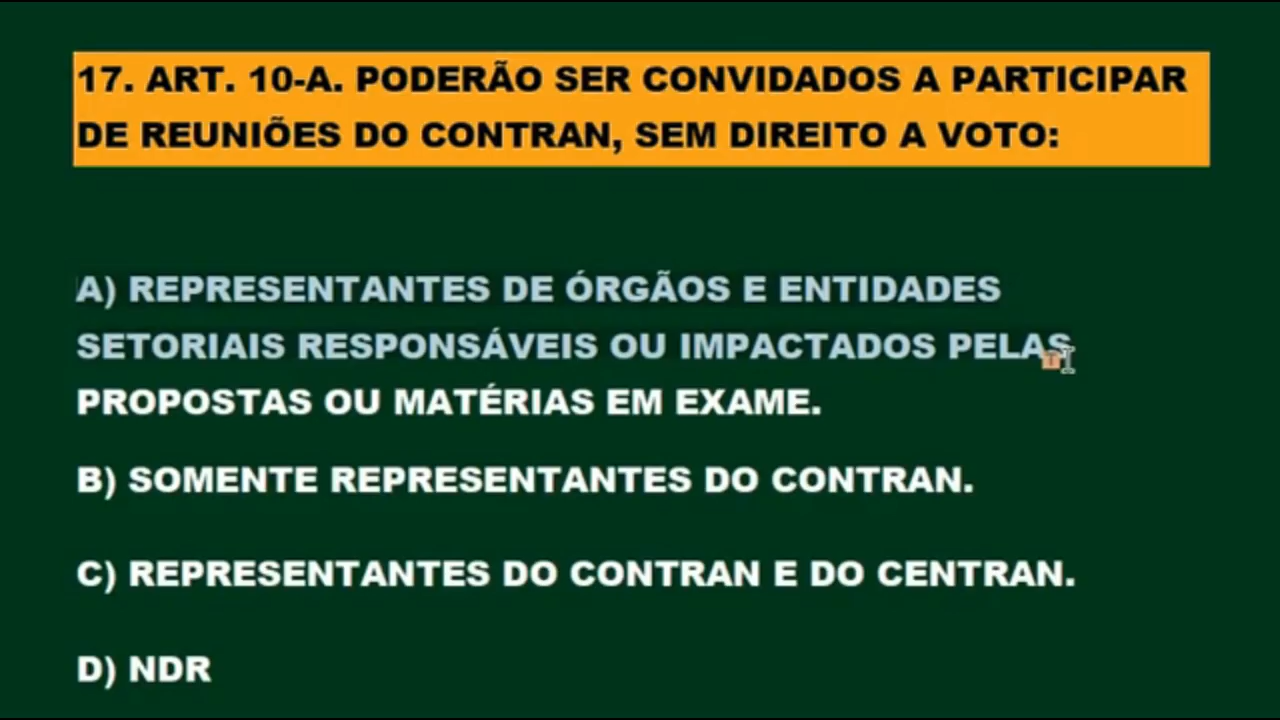 17. ART. 10-A. PODERÃO SER CONVIDADOS A PARTICIPAR
DE REUNIÕES DO CONTRAN, SEM DIREITO A VOTO:
A) REPRESENTANTES DE ÓRGÃOS E ENTIDADES
SETORIAIS RESPONSÁVEIS OU IMPACTADOS PELAS
PROPOSTAS OU MATÉRIAS EM EXAME.
B) SOMENTE REPRESENTANTES DO CONTRAN.
C) REPRESENTANTES DO CONTRAN E DO CENTRAN.
D) NDR